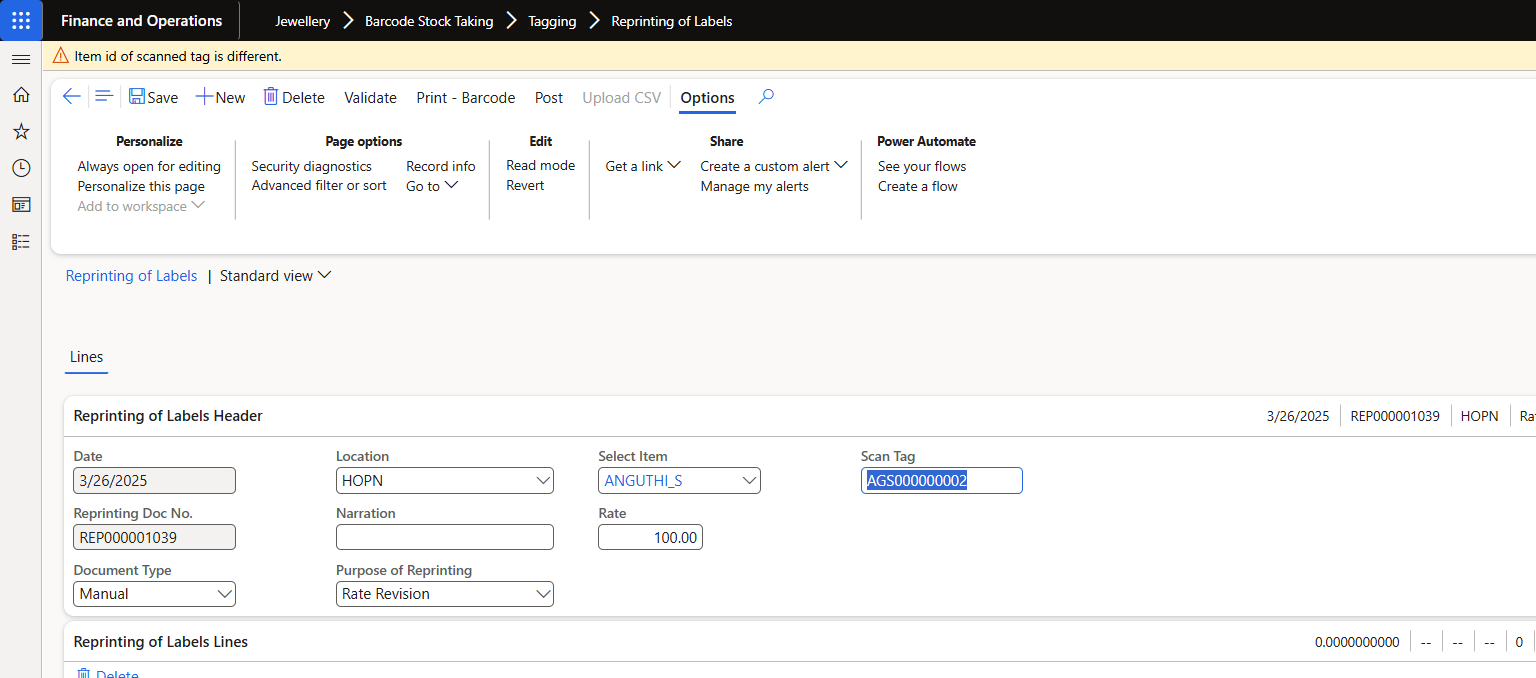 Finance and Operations Jewellery Barcode Stock Taking Tagging Reprinting of Labels
Item id of scanned tag is different.
Save New Delete Validate Print - Barcode Post Upload CSV Options
Personalize Page options Edit Share Power Automate
Always open for editing Security diagnostics Record info Read mode Get a link Create a custom alert See your flows
Personalize this page Advanced filter or sort Go to Revert Manage my alerts Create a flow
Add to workspace
Reprinting of Labels | Standard view
Lines
Reprinting of Labels Header 3/26/2025 REP000001039 HOPN Ra
Date Location Select Item Scan Tag
3/26/2025 HOPN ANGUTHI_S AGS000000002
Reprinting Doc No. Narration Rate
REP000001039 100.00
Document Type Purpose of Reprinting
Manual Rate Revision
Reprinting of Labels Lines 0.0000000000 -- -- -- 0
Delete